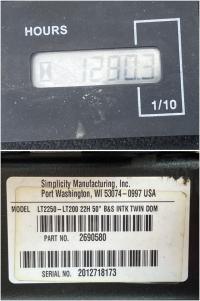 HOURS
1280.3
1/10
Simplicity Manufacturing, Inc.
Port Washington, WI 53074-0997 USA
MODEL LT2250-LT200 22H 50" B&S INTK TWIN DOM
PART NO. 2690580
SERIAL NO. 2012718173